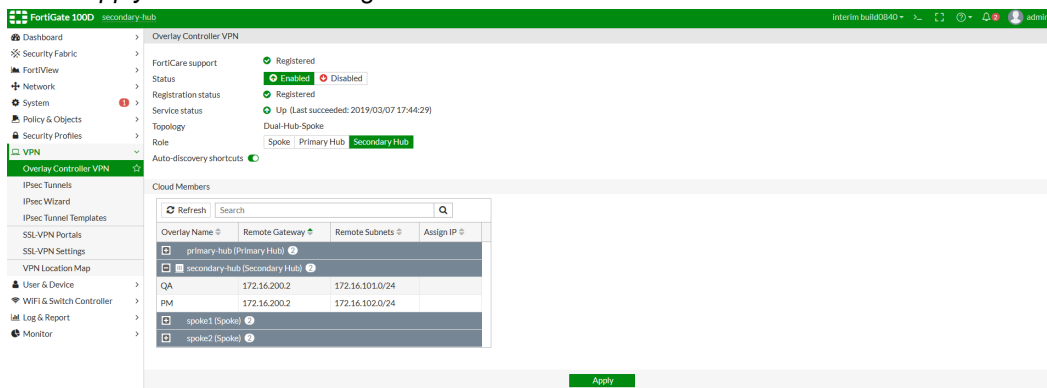 FortiGate 100D secondary-hub interim build0840 >_ 2 admin
Dashboard
Security Fabric
FortiView
Network
System 1
Policy & Objects
Security Profiles
VPN
Overlay Controller VPN
IPsec Tunnels
IPsec Wizard
IPsec Tunnel Templates
SSL-VPN Portals
SSL-VPN Settings
VPN Location Map
User & Device
WiFi & Switch Controller
Log & Report
Monitor
Overlay Controller VPN
FortiCare support Registered
Status Enabled Disabled
Registration status Registered
Service status Up (Last succeeded: 2019/03/07 17:44:29)
Topology Dual-Hub-Spoke
Role Spoke Primary Hub Secondary Hub
Auto-discovery shortcuts
Cloud Members
Refresh Search
Overlay Name Remote Gateway Remote Subnets Assign IP
primary-hub (Primary Hub) 2
secondary-hub (Secondary Hub) 2
QA 172.16.200.2 172.16.101.0/24
PM 172.16.200.2 172.16.102.0/24
spoke1 (Spoke) 2
spoke2 (Spoke) 2
Apply